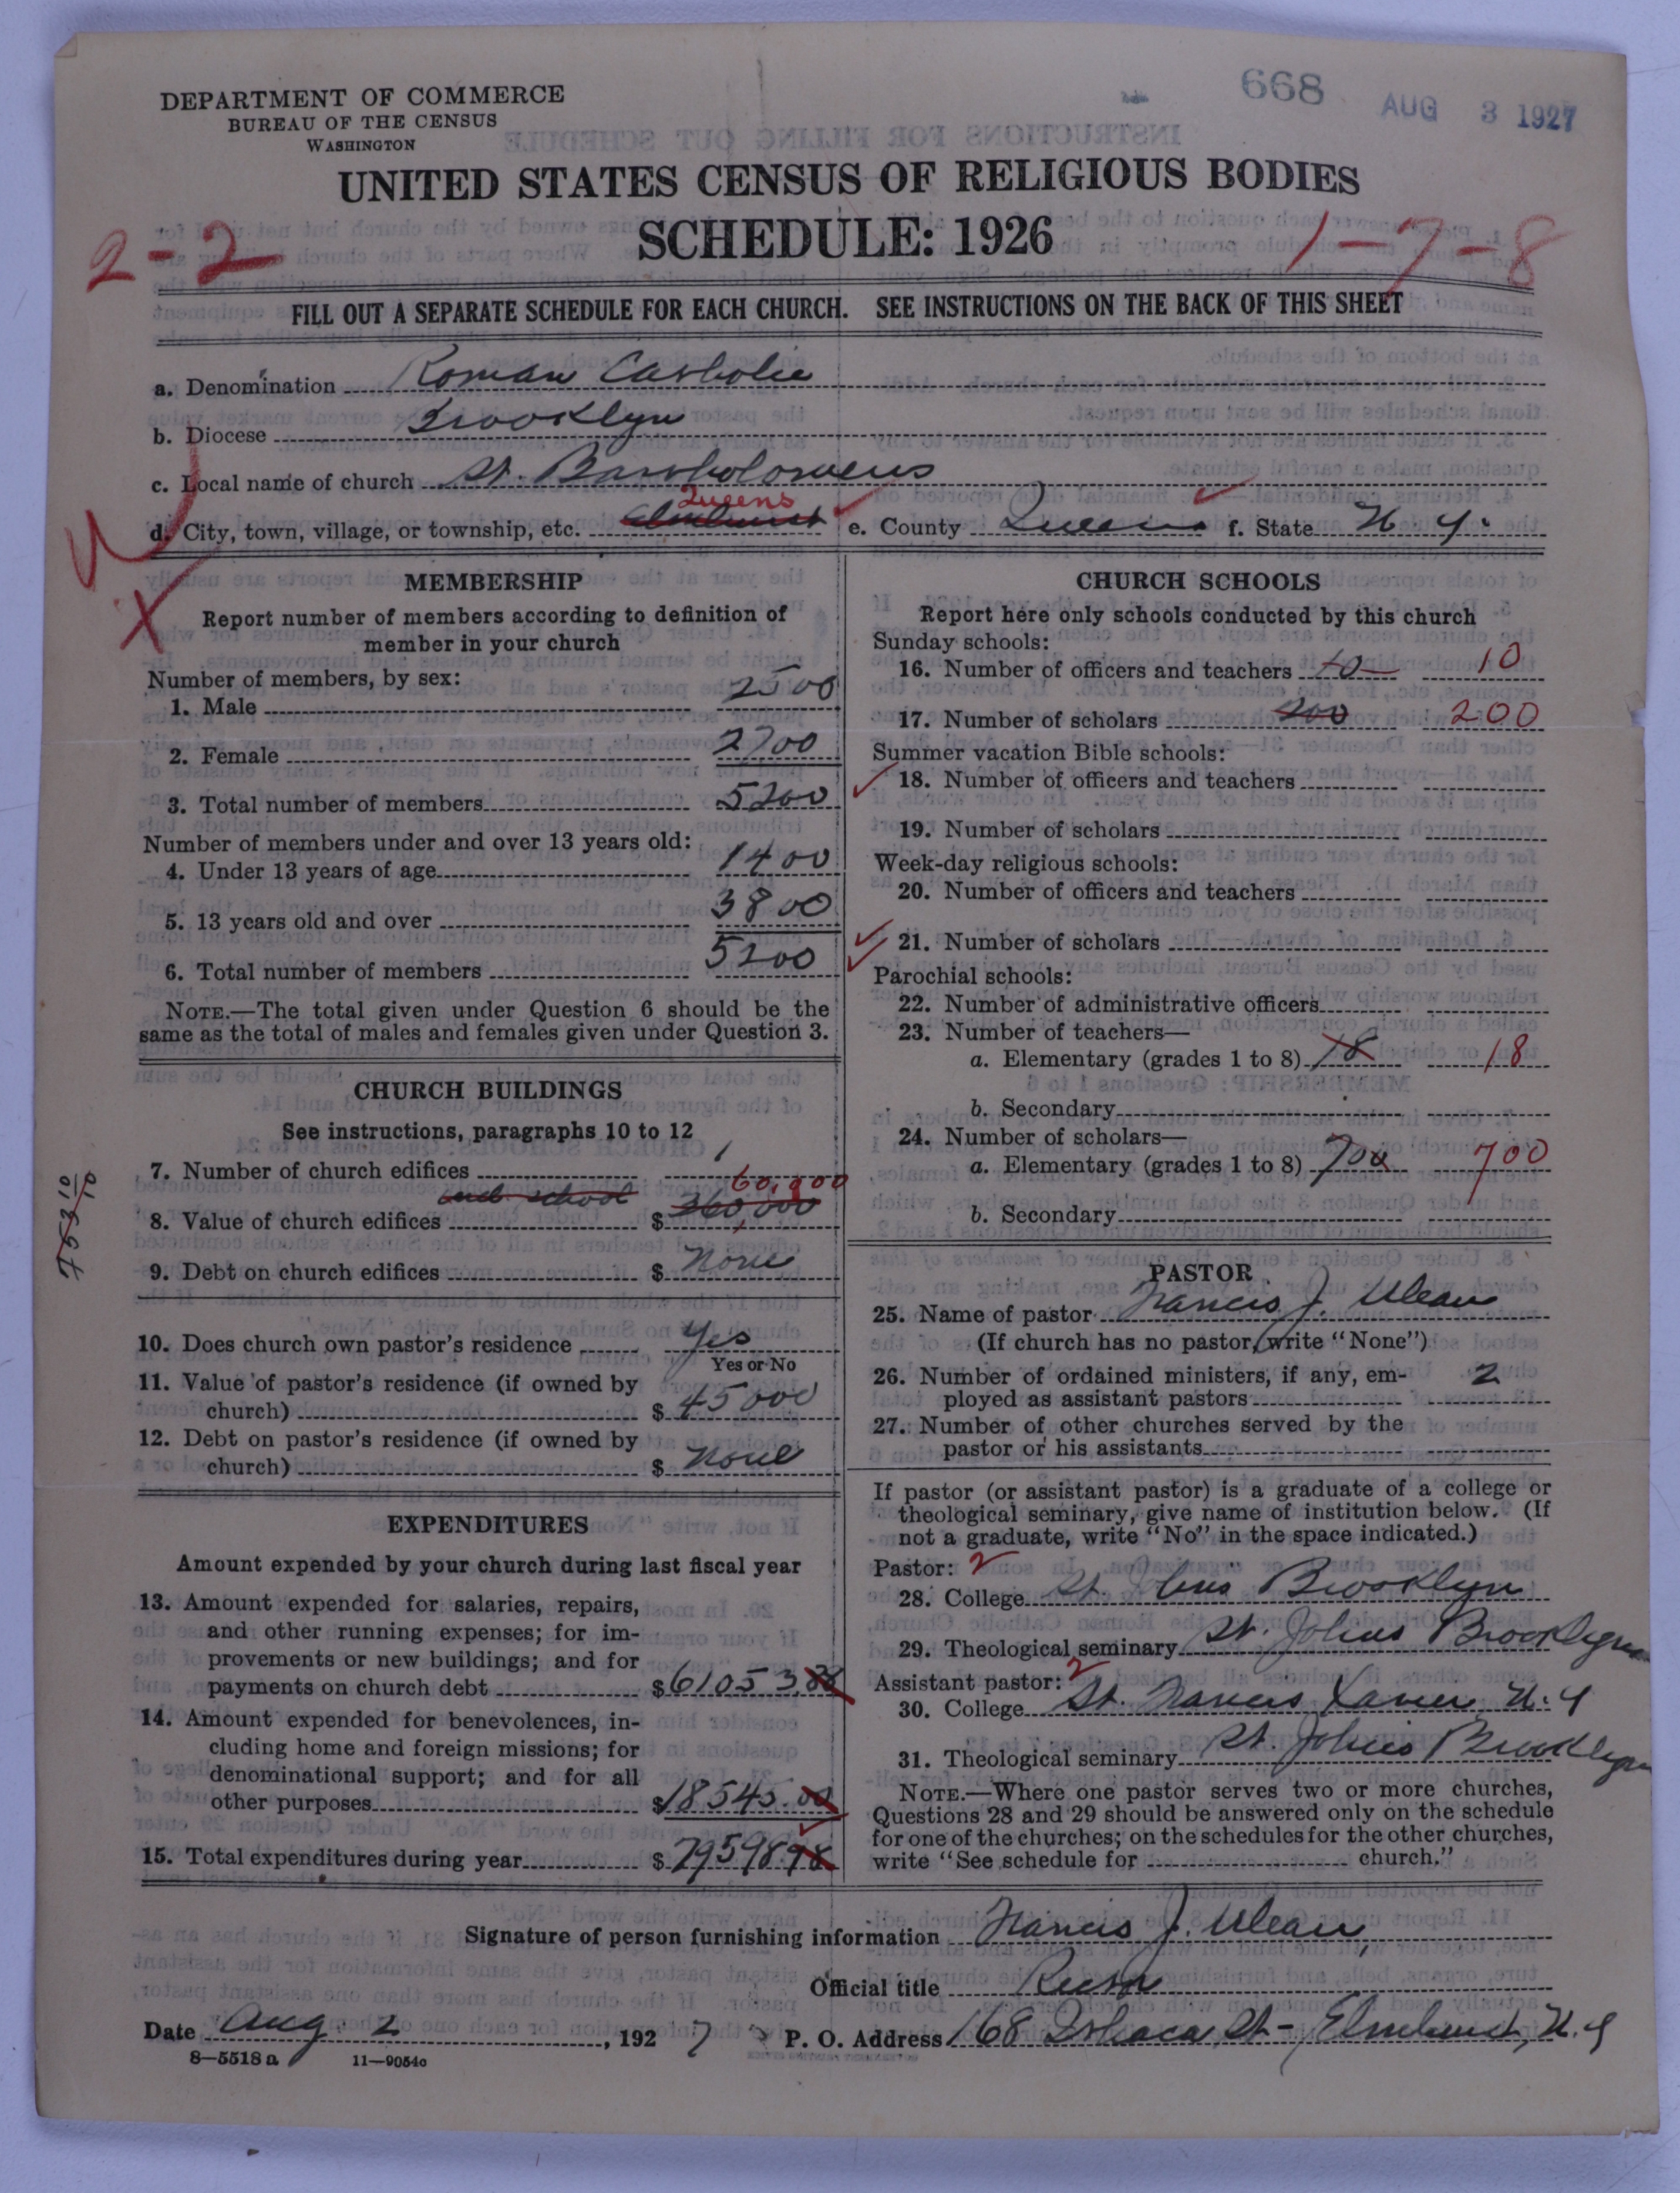 668 AUG 3 1927
DEPARTMENT OF COMMERCE
BUREAU OF THE CENSUS
WASHINGTON
UNITED STATES CENSUS OF RELIGIOUS BODIES
SCHEDULE: 1926
2-2
1-7-8
FILL OUT A SEPARATE SCHEDULE FOR EACH CHURCH. SEE INSTRUCTIONS ON THE BACK OF THIS SHEET
a. Denomination Roman Catholic
b. Diocese Brooklyn
c. Local name of church St. Bartholomews
d. City, town, village, or township, etc. Elmhurst Queens e. County Queens f. State N.Y.
MEMBERSHIP
Report number of members according to definition of
member in your church
Number of members, by sex:
1. Male 2500
2. Female 2700
3. Total number of members 5200
Number of members under and over 13 years old:
4. Under 13 years of age 1400
5. 13 years old and over 3800
6. Total number of members 5200
NOTE.—The total given under Question 6 should be the
same as the total of males and females given under Question 3.
CHURCH BUILDINGS
See instructions, paragraphs 10 to 12
7. Number of church edifices 1
and school 60,000
8. Value of church edifices $ 360,000
9. Debt on church edifices $ None
10. Does church own pastor's residence Yes
Yes or No
11. Value of pastor's residence (if owned by
church) $ 45000
12. Debt on pastor's residence (if owned by
church) $ None
EXPENDITURES
Amount expended by your church during last fiscal year
13. Amount expended for salaries, repairs,
and other running expenses; for im-
provements or new buildings; and for
payments on church debt $61053.
14. Amount expended for benevolences, in-
cluding home and foreign missions; for
denominational support; and for all
other purposes $18545.00
15. Total expenditures during year $ 79598
CHURCH SCHOOLS
Report here only schools conducted by this church
Sunday schools:
16. Number of officers and teachers 10 10
17. Number of scholars 200 200
Summer vacation Bible schools:
18. Number of officers and teachers
19. Number of scholars
Week-day religious schools:
20. Number of officers and teachers
21. Number of scholars
Parochial schools:
22. Number of administrative officers
23. Number of teachers—
a. Elementary (grades 1 to 8) 18 18
b. Secondary
24. Number of scholars—
a. Elementary (grades 1 to 8) 700 700
b. Secondary
PASTOR
25. Name of pastor Francis J. Uleau
(If church has no pastor, write "None")
26. Number of ordained ministers, if any, em-
ployed as assistant pastors 2
27. Number of other churches served by the
pastor or his assistants
If pastor (or assistant pastor) is a graduate of a college or
theological seminary, give name of institution below. (If
not a graduate, write "No" in the space indicated.)
Pastor: 2
28. College St. Johns Brooklyn
29. Theological seminary St. Johns Brooklyn
Assistant pastor: 2
30. College St. Francis Xavier N.Y
31. Theological seminary St. Johns Brooklyn
NOTE.—Where one pastor serves two or more churches,
Questions 28 and 29 should be answered only on the schedule
for one of the churches; on the schedules for the other churches,
write "See schedule for church."
Signature of person furnishing information Francis J. Uleau
Official title Rector
Date Aug. 2, 1927 P. O. Address 168 Ithaca St - Elmhurst, N.Y
8—5518 a 11—9054c